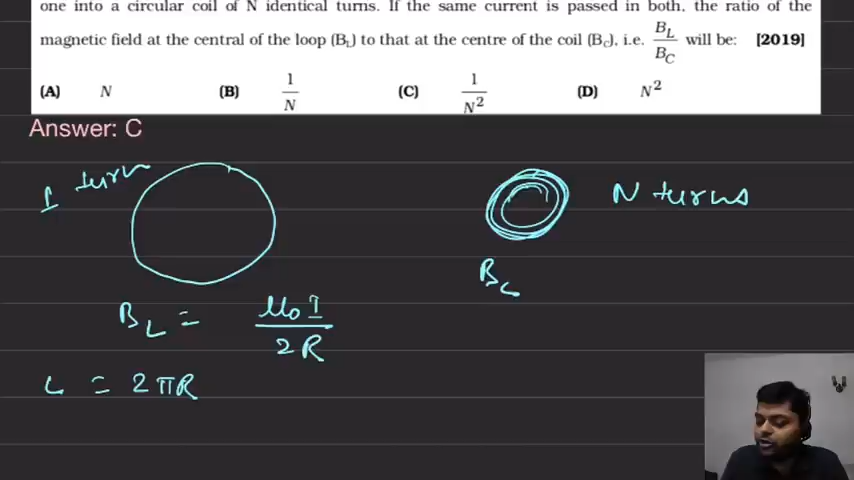 one into a circular coil of N identical turns. If the same current is passed in both, the ratio of the
magnetic field at the central of the loop (B_L) to that at the centre of the coil (B_C), i.e. B_L/B_C will be: [2019]
(A) N (B) 1/N (C) 1/N² (D) N²
Answer: C
1 turn
N turns
B_C
B_L = μ₀I/2R
L = 2πR